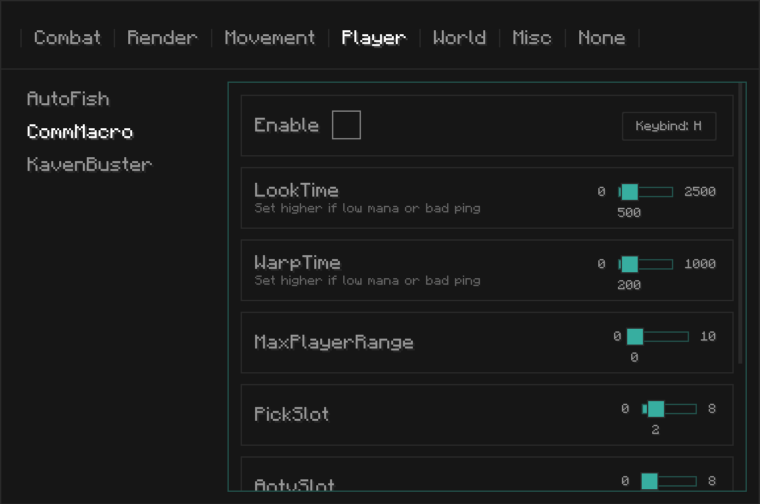 Combat Render Movement Player World Misc None
AutoFish
CommMacro
KavenBuster
Enable
Keybind: H
LookTime
Set higher if low mana or bad ping
0 2500
500
WarpTime
Set higher if low mana or bad ping
0 1000
200
MaxPlayerRange
0 10
0
PickSlot
0 8
2
AotvSlot
0 8